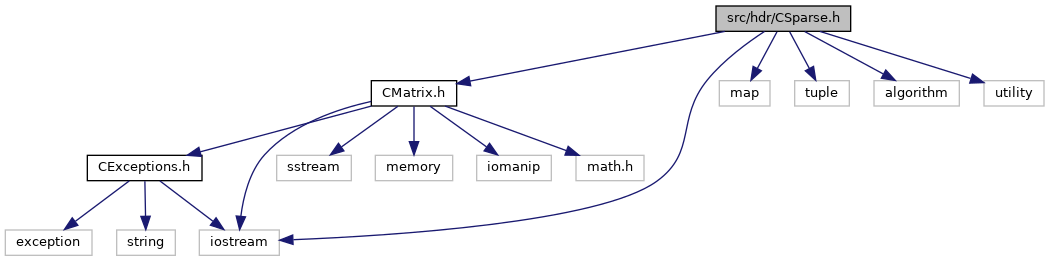 src/hdr/CSparse.h
CMatrix.h
map
tuple
algorithm
utility
CExceptions.h
sstream
memory
iomanip
math.h
exception
string
iostream